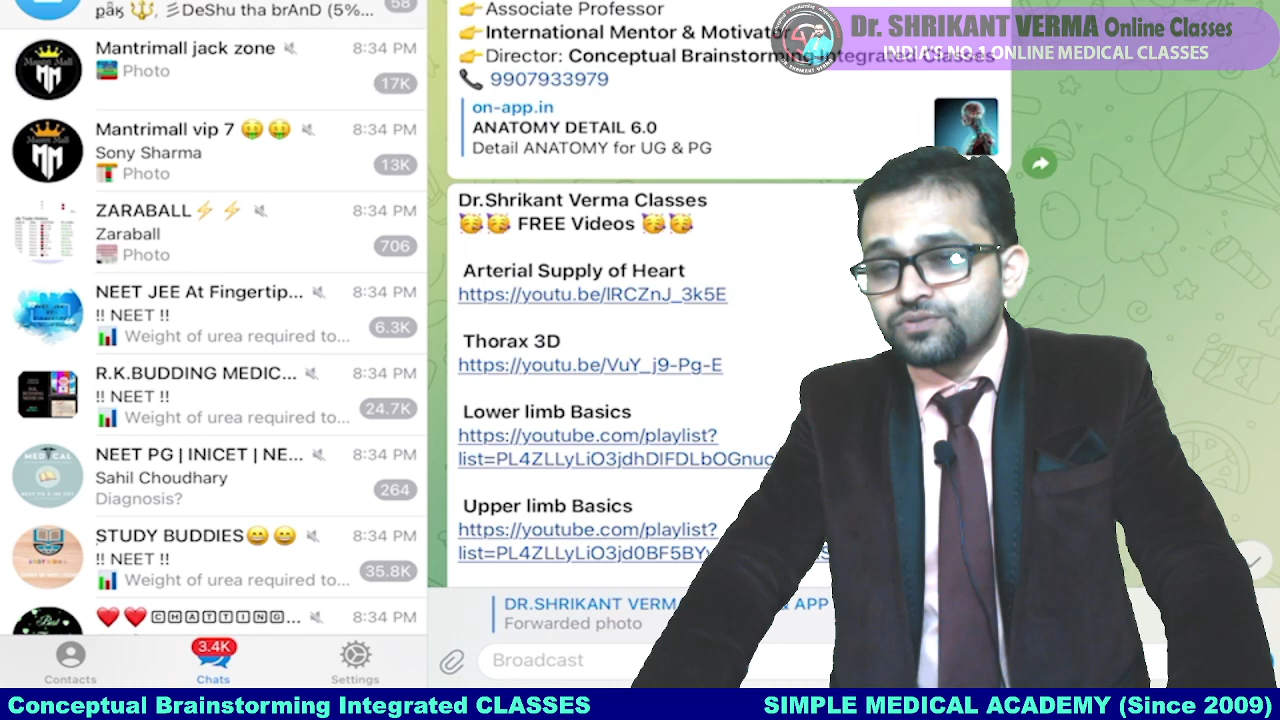 DeShu tha brAnD (5%...
58
Mantrimall jack zone
8:34 PM
Photo
17K
Mantrimall vip 7 🤑 🤑
8:34 PM
Sony Sharma
Photo
13K
ZARABALL⚡ ⚡
8:34 PM
Zaraball
Photo
706
NEET JEE At Fingertip...
8:34 PM
!! NEET !!
📊 Weight of urea required to...
6.3K
R.K.BUDDING MEDIC...
8:34 PM
!! NEET !!
📊 Weight of urea required to...
24.7K
NEET PG | INICET | NE...
8:34 PM
Sahil Choudhary
Diagnosis?
264
STUDY BUDDIES😄 😄
8:34 PM
!! NEET !!
📊 Weight of urea required to...
35.8K
❤️ ❤️ CHATTING...
8:34 PM
3.4K
Contacts
Chats
Settings
👉Associate Professor
👉International Mentor & Motivator
👉Director: Conceptual Brainstorming Integrated Classes
📞 9907933979
on-app.in
ANATOMY DETAIL 6.0
Detail ANATOMY for UG & PG
Dr.Shrikant Verma Classes
🥳🥳 FREE Videos 🥳🥳
Arterial Supply of Heart
https://youtu.be/lRCZnJ_3k5E
Thorax 3D
https://youtu.be/VuY_j9-Pg-E
Lower limb Basics
https://youtube.com/playlist?
list=PL4ZLLyLiO3jdhDlFDLbOGnuc
Upper limb Basics
https://youtube.com/playlist?
list=PL4ZLLyLiO3jd0BF5BY
DR.SHRIKANT VERMA & APP
Forwarded photo
Broadcast
Dr. SHRIKANT VERMA Online Classes
INDIA'S NO.1 ONLINE MEDICAL CLASSES
Conceptual Brainstorming Integrated CLASSES
SIMPLE MEDICAL ACADEMY (Since 2009)